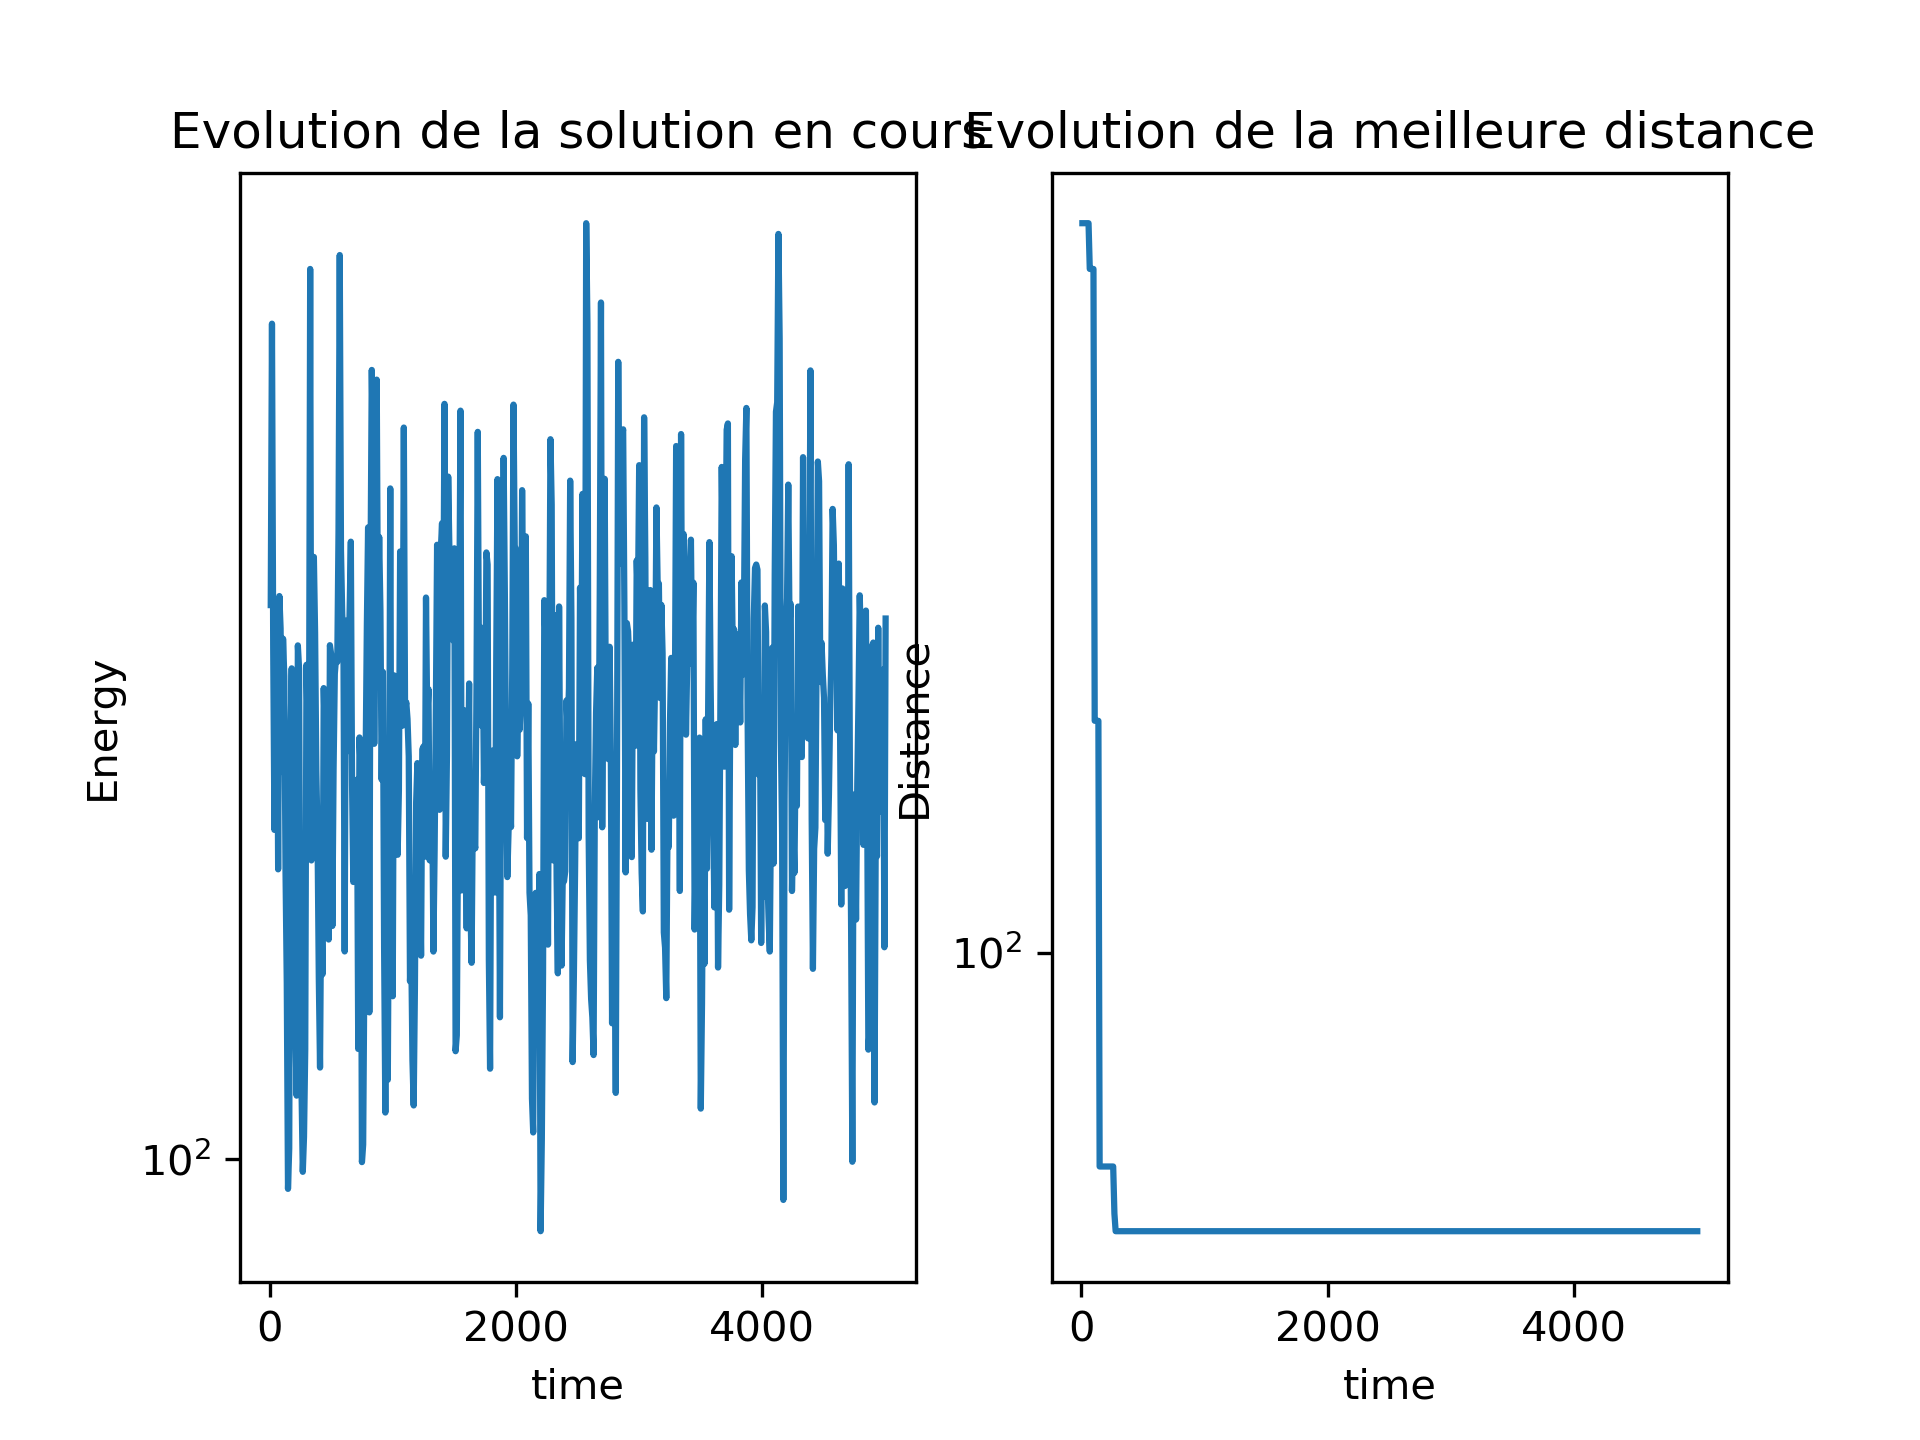 Evolution de la solution en cours
Energy
10²
0 2000 4000
time
Evolution de la meilleure distance
Distance
10²
0 2000 4000
time